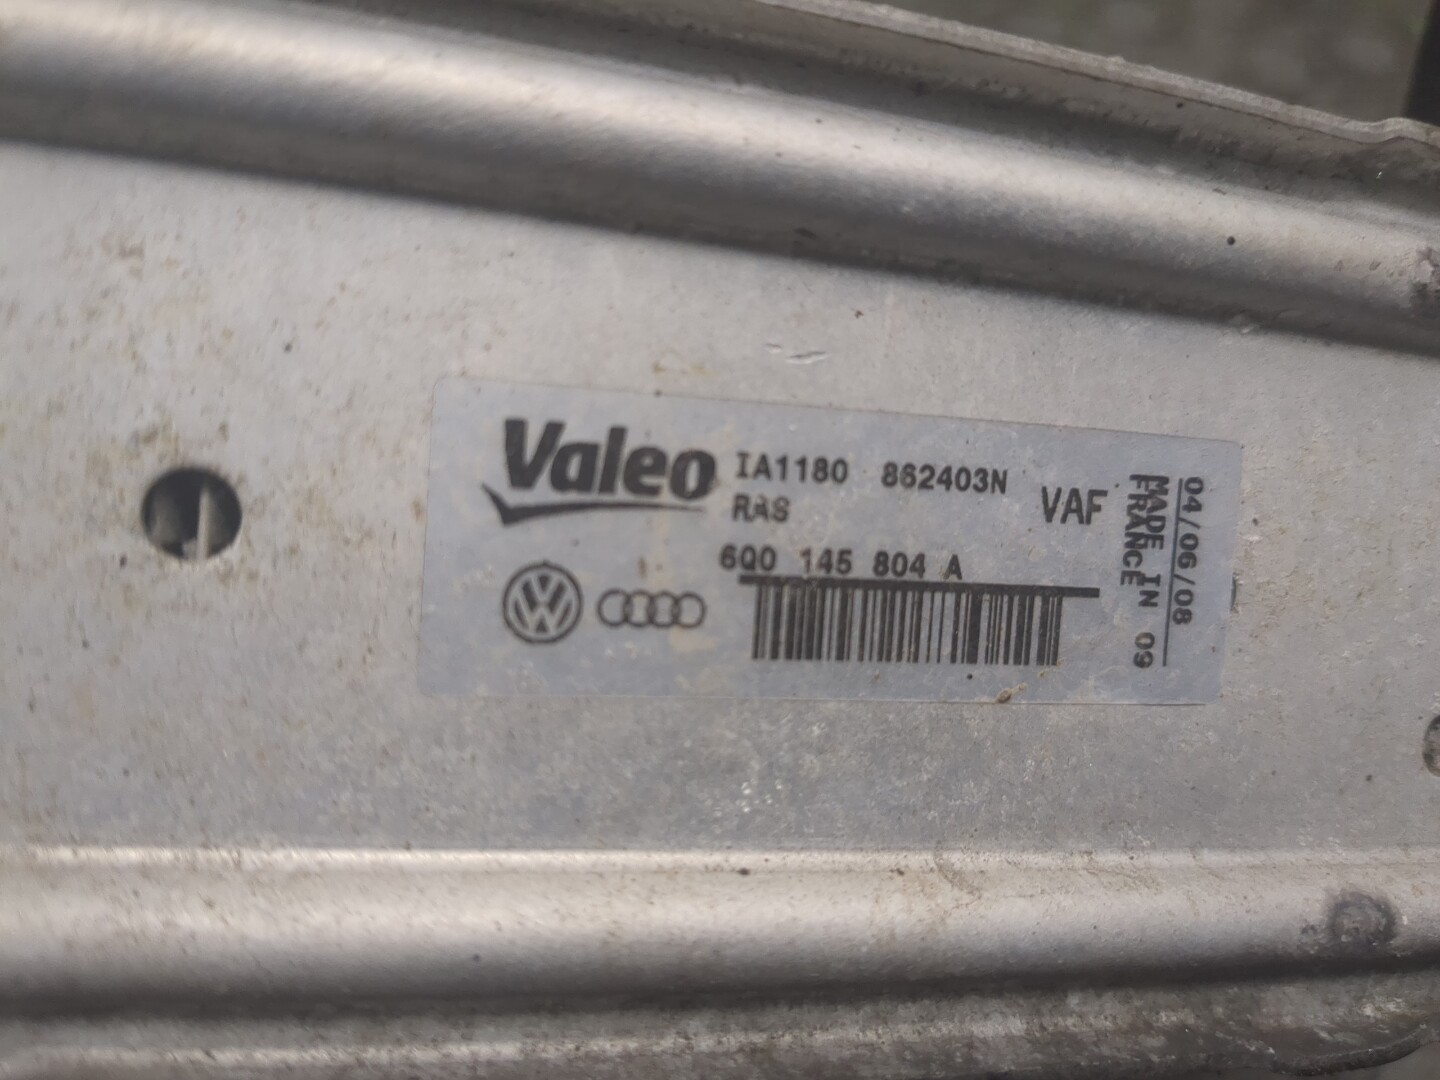 Valeo IA1180 862403N
RAS
VAF
6Q0 145 804 A
04/06/08
MADE IN 09
FRANCE